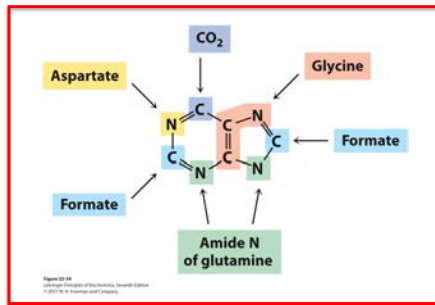 CO₂
Aspartate
Glycine
C
N
N
C
C
C
N
N
Formate
Formate
Amide N
of glutamine
Figure 22-34
Lehninger Principles of Biochemistry, Seventh Edition
© 2017 W. H. Freeman and Company